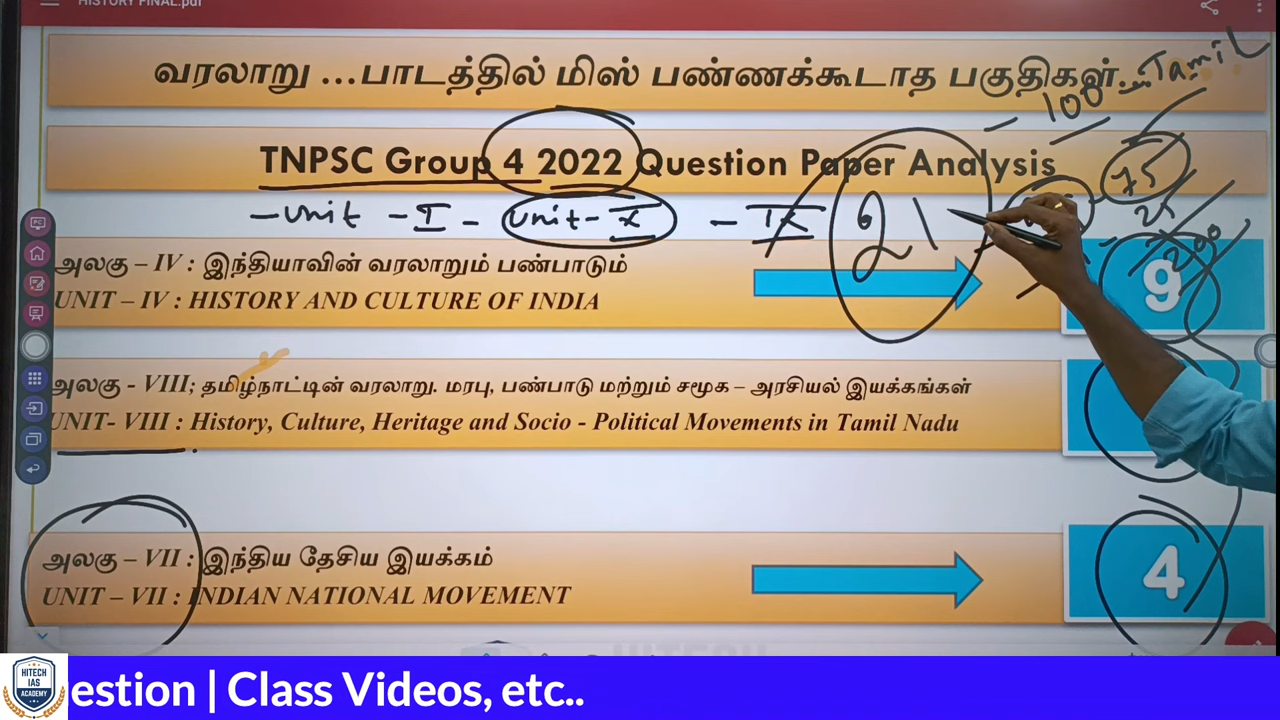 HISTORY FINAL.pdf
வரலாறு ...பாடத்தில் மிஸ் பண்ணக்கூடாத பகுதிகள்...
Tamil
100
TNPSC Group 4 2022 Question Paper Analysis
75
25
200
-unit - I - unit - X - IX 21
அலகு – IV : இந்தியாவின் வரலாறும் பண்பாடும்
UNIT – IV : HISTORY AND CULTURE OF INDIA
9
அலகு - VIII; தமிழ்நாட்டின் வரலாறு. மரபு, பண்பாடு மற்றும் சமூக – அரசியல் இயக்கங்கள்
UNIT- VIII : History, Culture, Heritage and Socio - Political Movements in Tamil Nadu
அலகு – VII : இந்திய தேசிய இயக்கம்
UNIT – VII : INDIAN NATIONAL MOVEMENT
4
HITECH
IAS
ACADEMY
estion | Class Videos, etc..